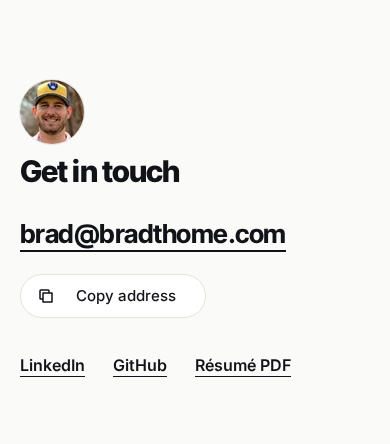 Get in touch
brad@bradthome.com
Copy address
LinkedIn GitHub Résumé PDF